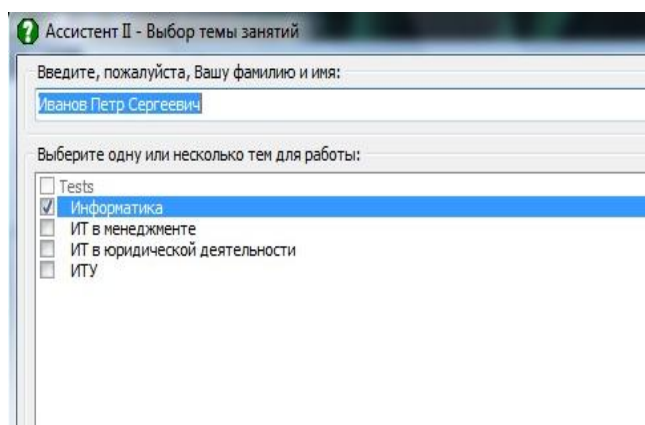 Ассистент II - Выбор темы занятий
Введите, пожалуйста, Вашу фамилию и имя:
Иванов Петр Сергеевич
Выберите одну или несколько тем для работы:
Tests
Информатика
ИТ в менеджменте
ИТ в юридической деятельности
ИТУ